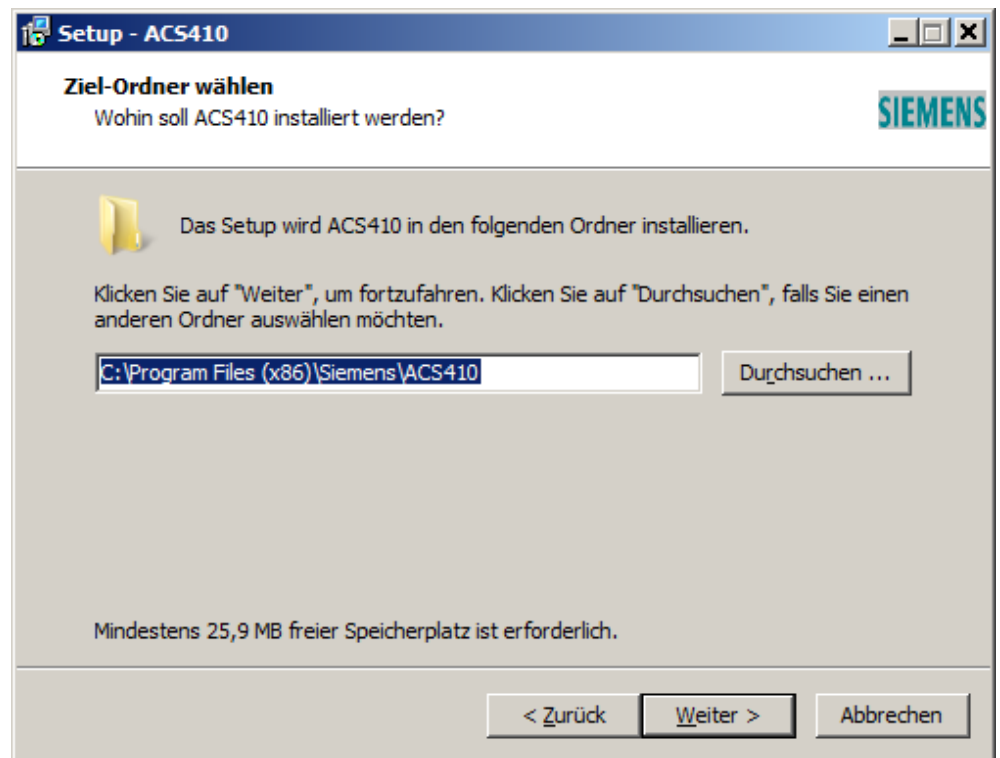 Setup - ACS410
Ziel-Ordner wählen
Wohin soll ACS410 installiert werden?
SIEMENS
Das Setup wird ACS410 in den folgenden Ordner installieren.
Klicken Sie auf "Weiter", um fortzufahren. Klicken Sie auf "Durchsuchen", falls Sie einen
anderen Ordner auswählen möchten.
C:\Program Files (x86)\Siemens\ACS410
Durchsuchen ...
Mindestens 25,9 MB freier Speicherplatz ist erforderlich.
< Zurück
Weiter >
Abbrechen